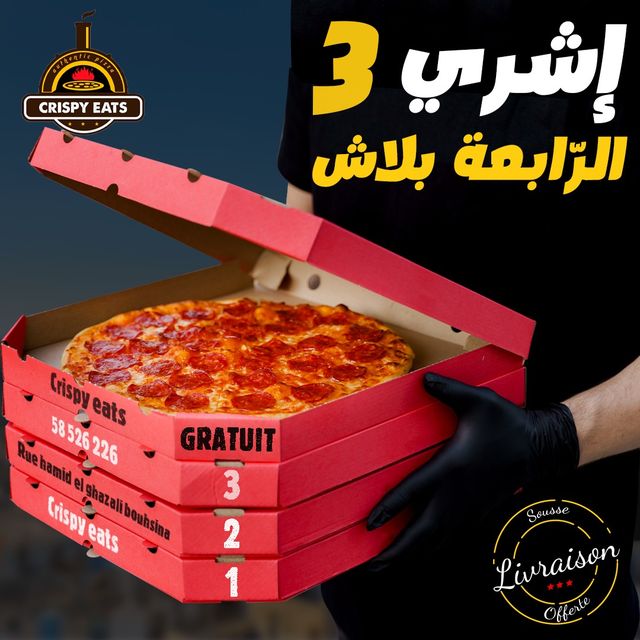 authentic pizza
CRISPY EATS
إشري 3
الرّابعة بلاش
Crispy eats
GRATUIT
58 526 226
3
Rue hamid el ghazali bouhsina
2
Crispy eats
1
Sousse
Livraison
Offerte